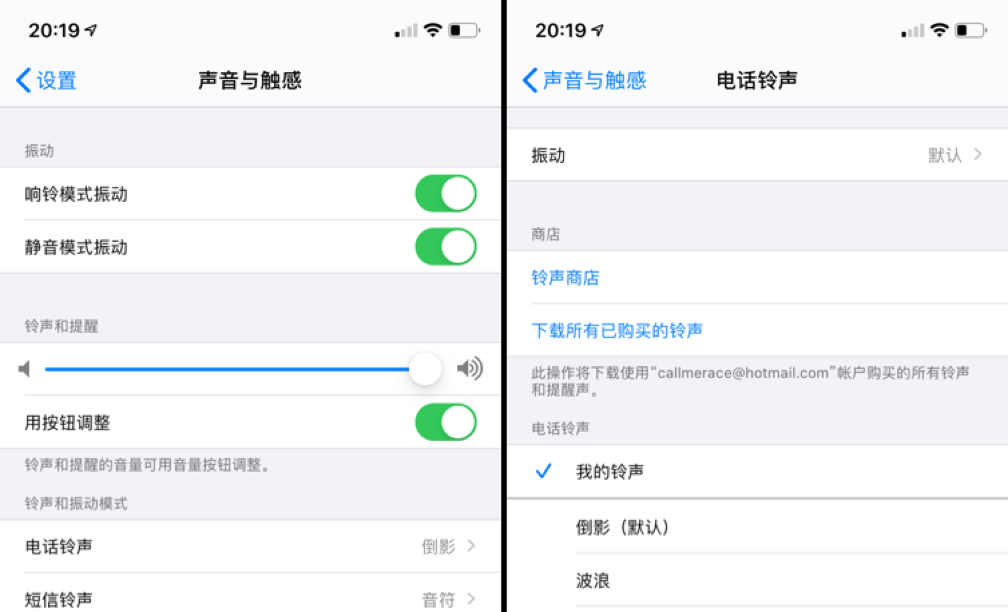 20:19
设置
声音与触感
振动
响铃模式振动
静音模式振动
铃声和提醒
用按钮调整
铃声和提醒的音量可用音量按钮调整。
铃声和振动模式
电话铃声 倒影
短信铃声 音符
20:19
声音与触感
电话铃声
振动 默认
商店
铃声商店
下载所有已购买的铃声
此操作将下载使用“callmerace@hotmail.com”帐户购买的所有铃声
和提醒声。
电话铃声
我的铃声
倒影（默认）
波浪